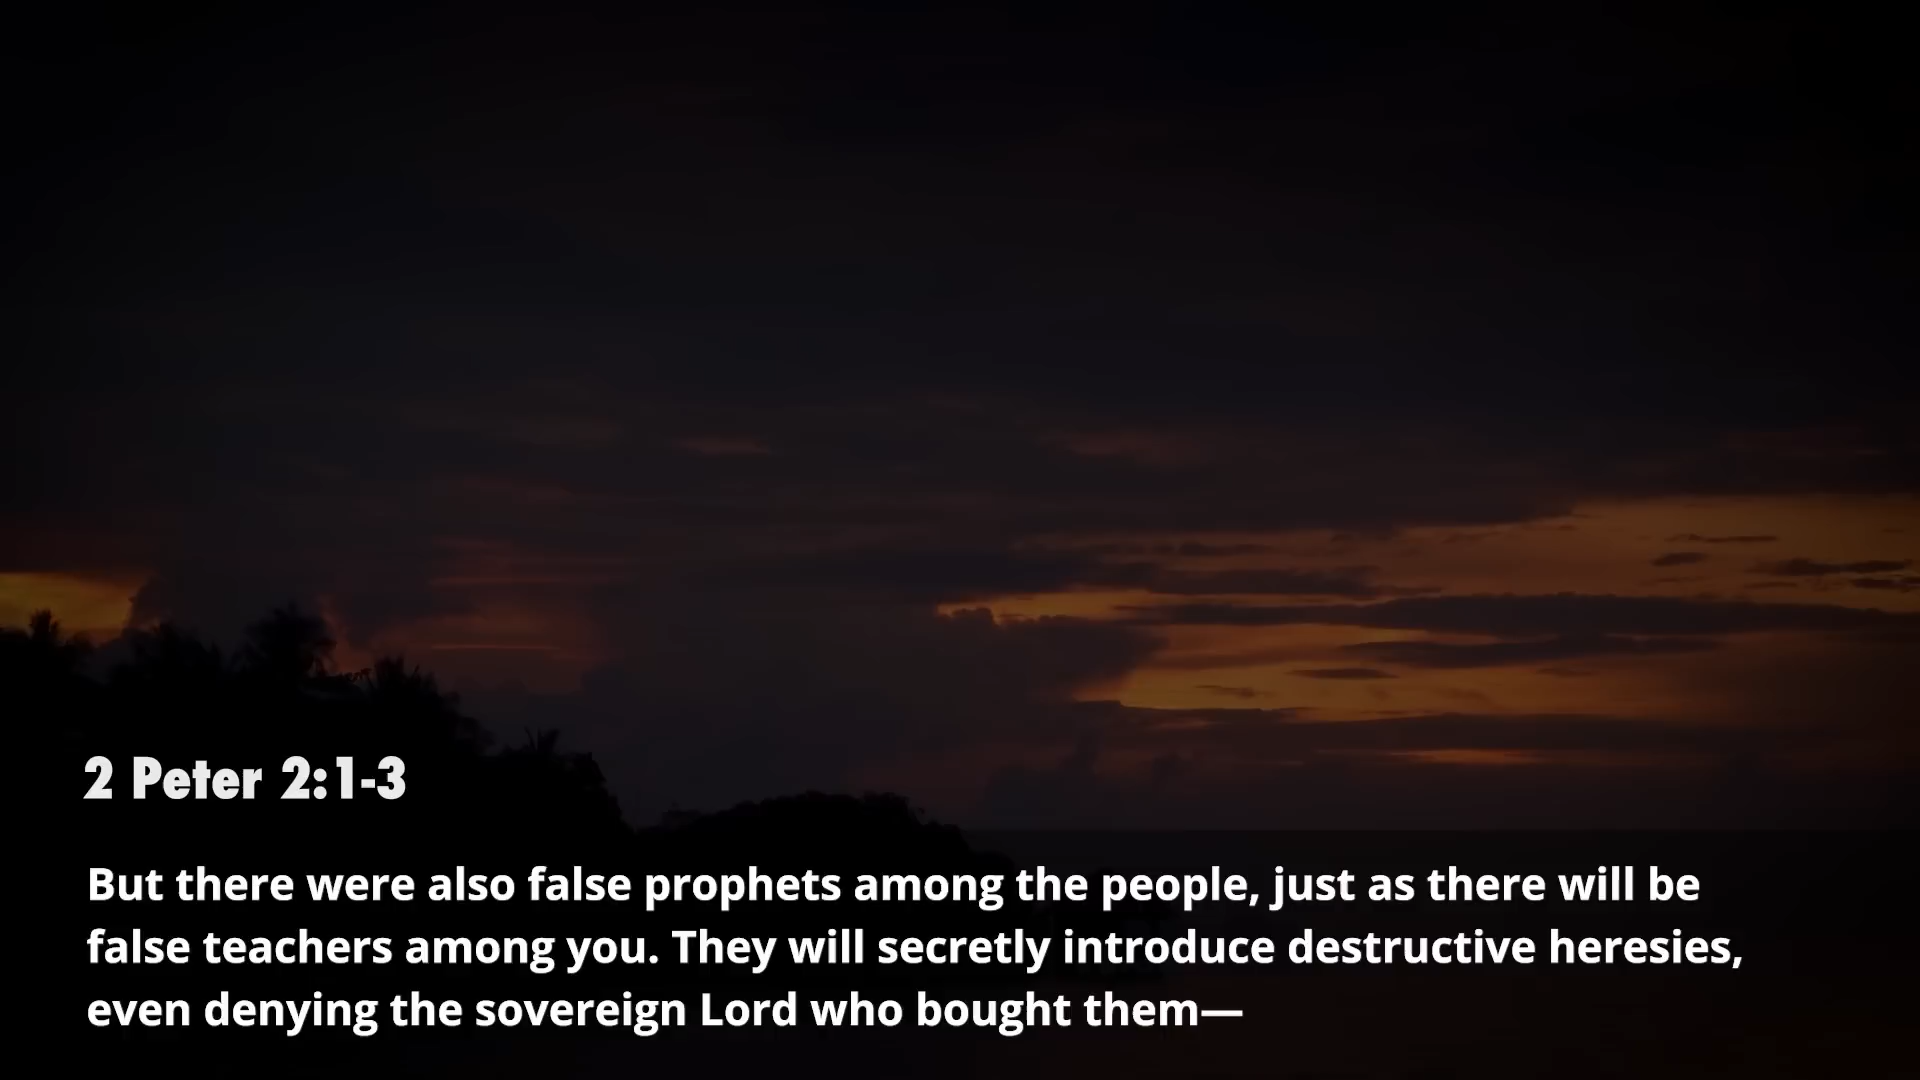 2 Peter 2:1-3
But there were also false prophets among the people, just as there will be
false teachers among you. They will secretly introduce destructive heresies,
even denying the sovereign Lord who bought them—